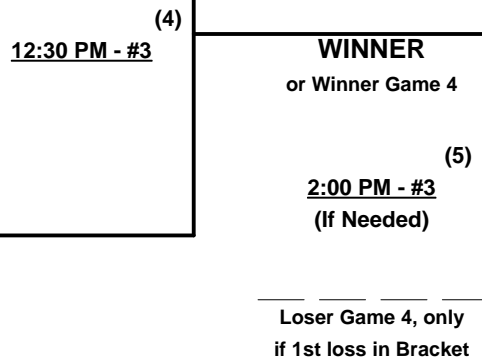 (4)
12:30 PM - #3
WINNER
or Winner Game 4
(5)
2:00 PM - #3
(If Needed)
Loser Game 4, only
if 1st loss in Bracket